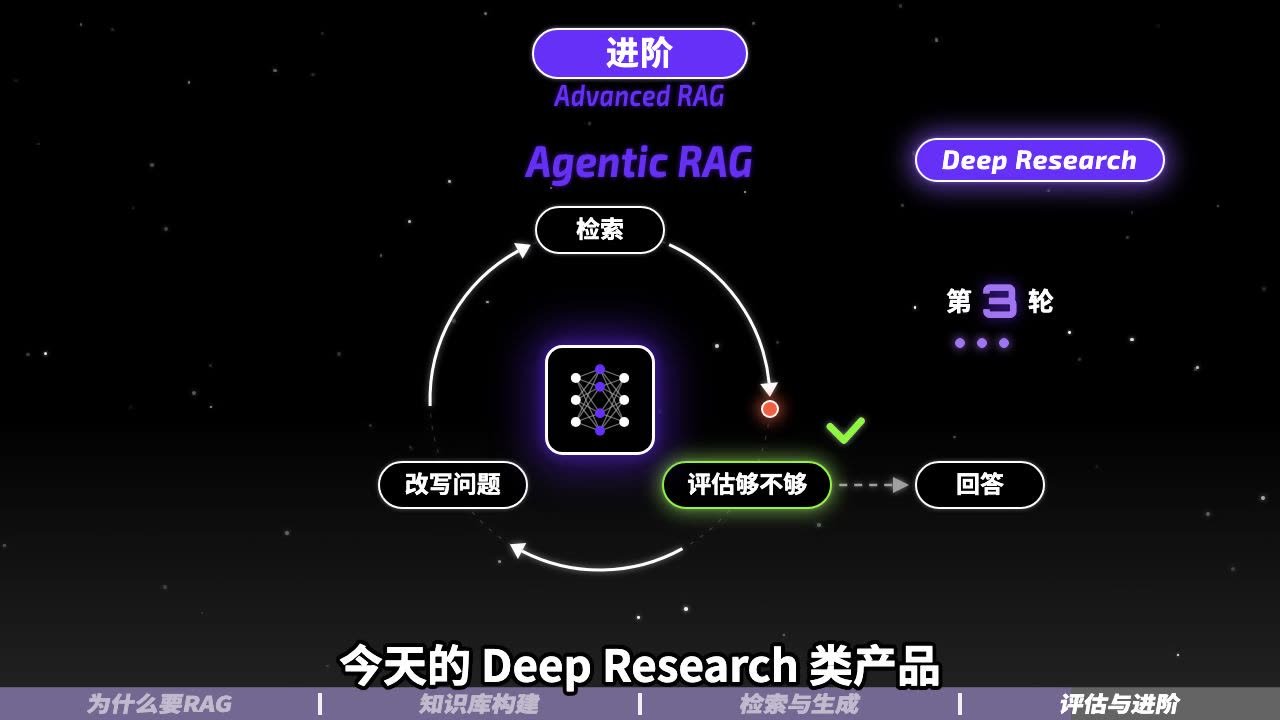 进阶
Advanced RAG
Agentic RAG
Deep Research
检索
第 3 轮
改写问题
评估够不够
回答
今天的 Deep Research 类产品
为什么要RAG
知识库构建
检索与生成
评估与进阶